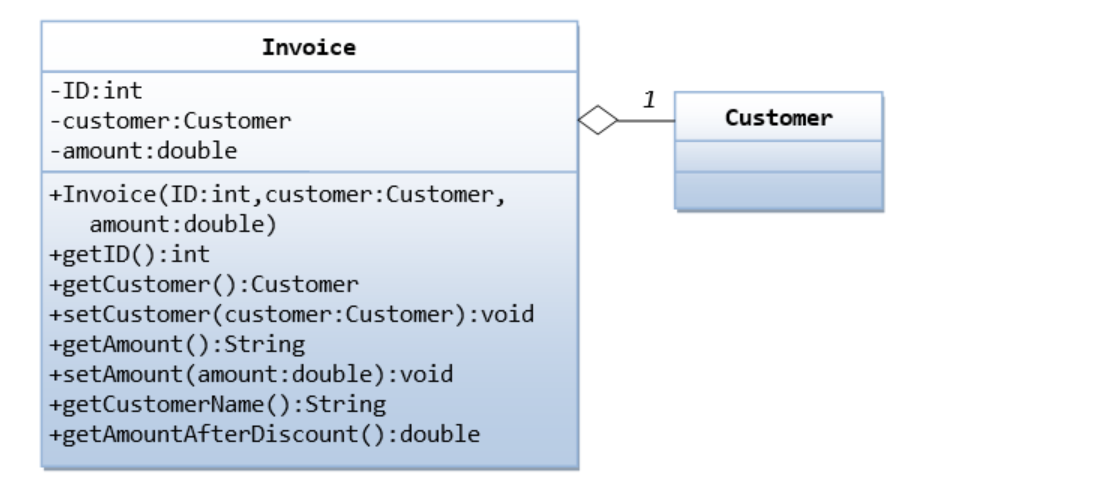 Invoice
-ID:int
-customer:Customer
-amount:double
+Invoice(ID:int,customer:Customer,
amount:double)
+getID():int
+getCustomer():Customer
+setCustomer(customer:Customer):void
+getAmount():String
+setAmount(amount:double):void
+getCustomerName():String
+getAmountAfterDiscount():double
1
Customer